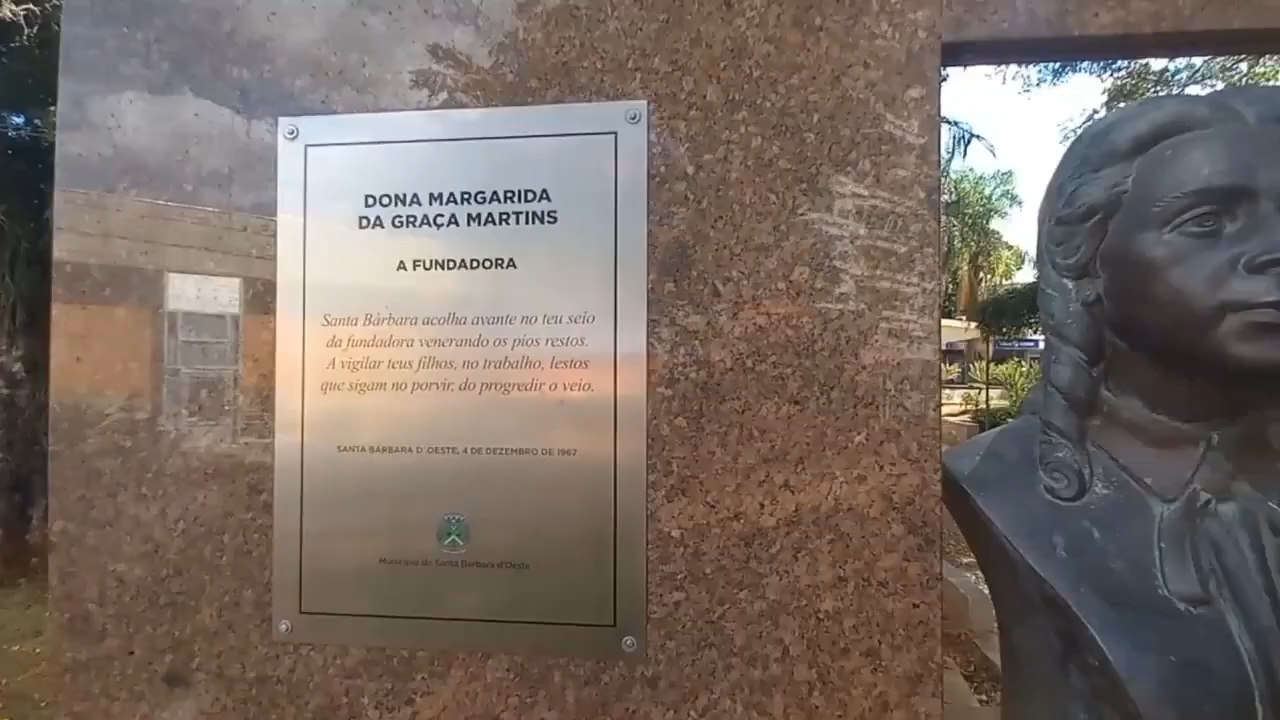 DONA MARGARIDA
DA GRAÇA MARTINS
A FUNDADORA
Santa Bárbara acolha avante no teu seio
da fundadora venerando os pios restos.
A vigilar teus filhos, no trabalho, lestos
que sigam no porvir, do progredir o veio.
SANTA BÁRBARA D' OESTE, 4 DE DEZEMBRO DE 1967
Município de Santa Bárbara d'Oeste